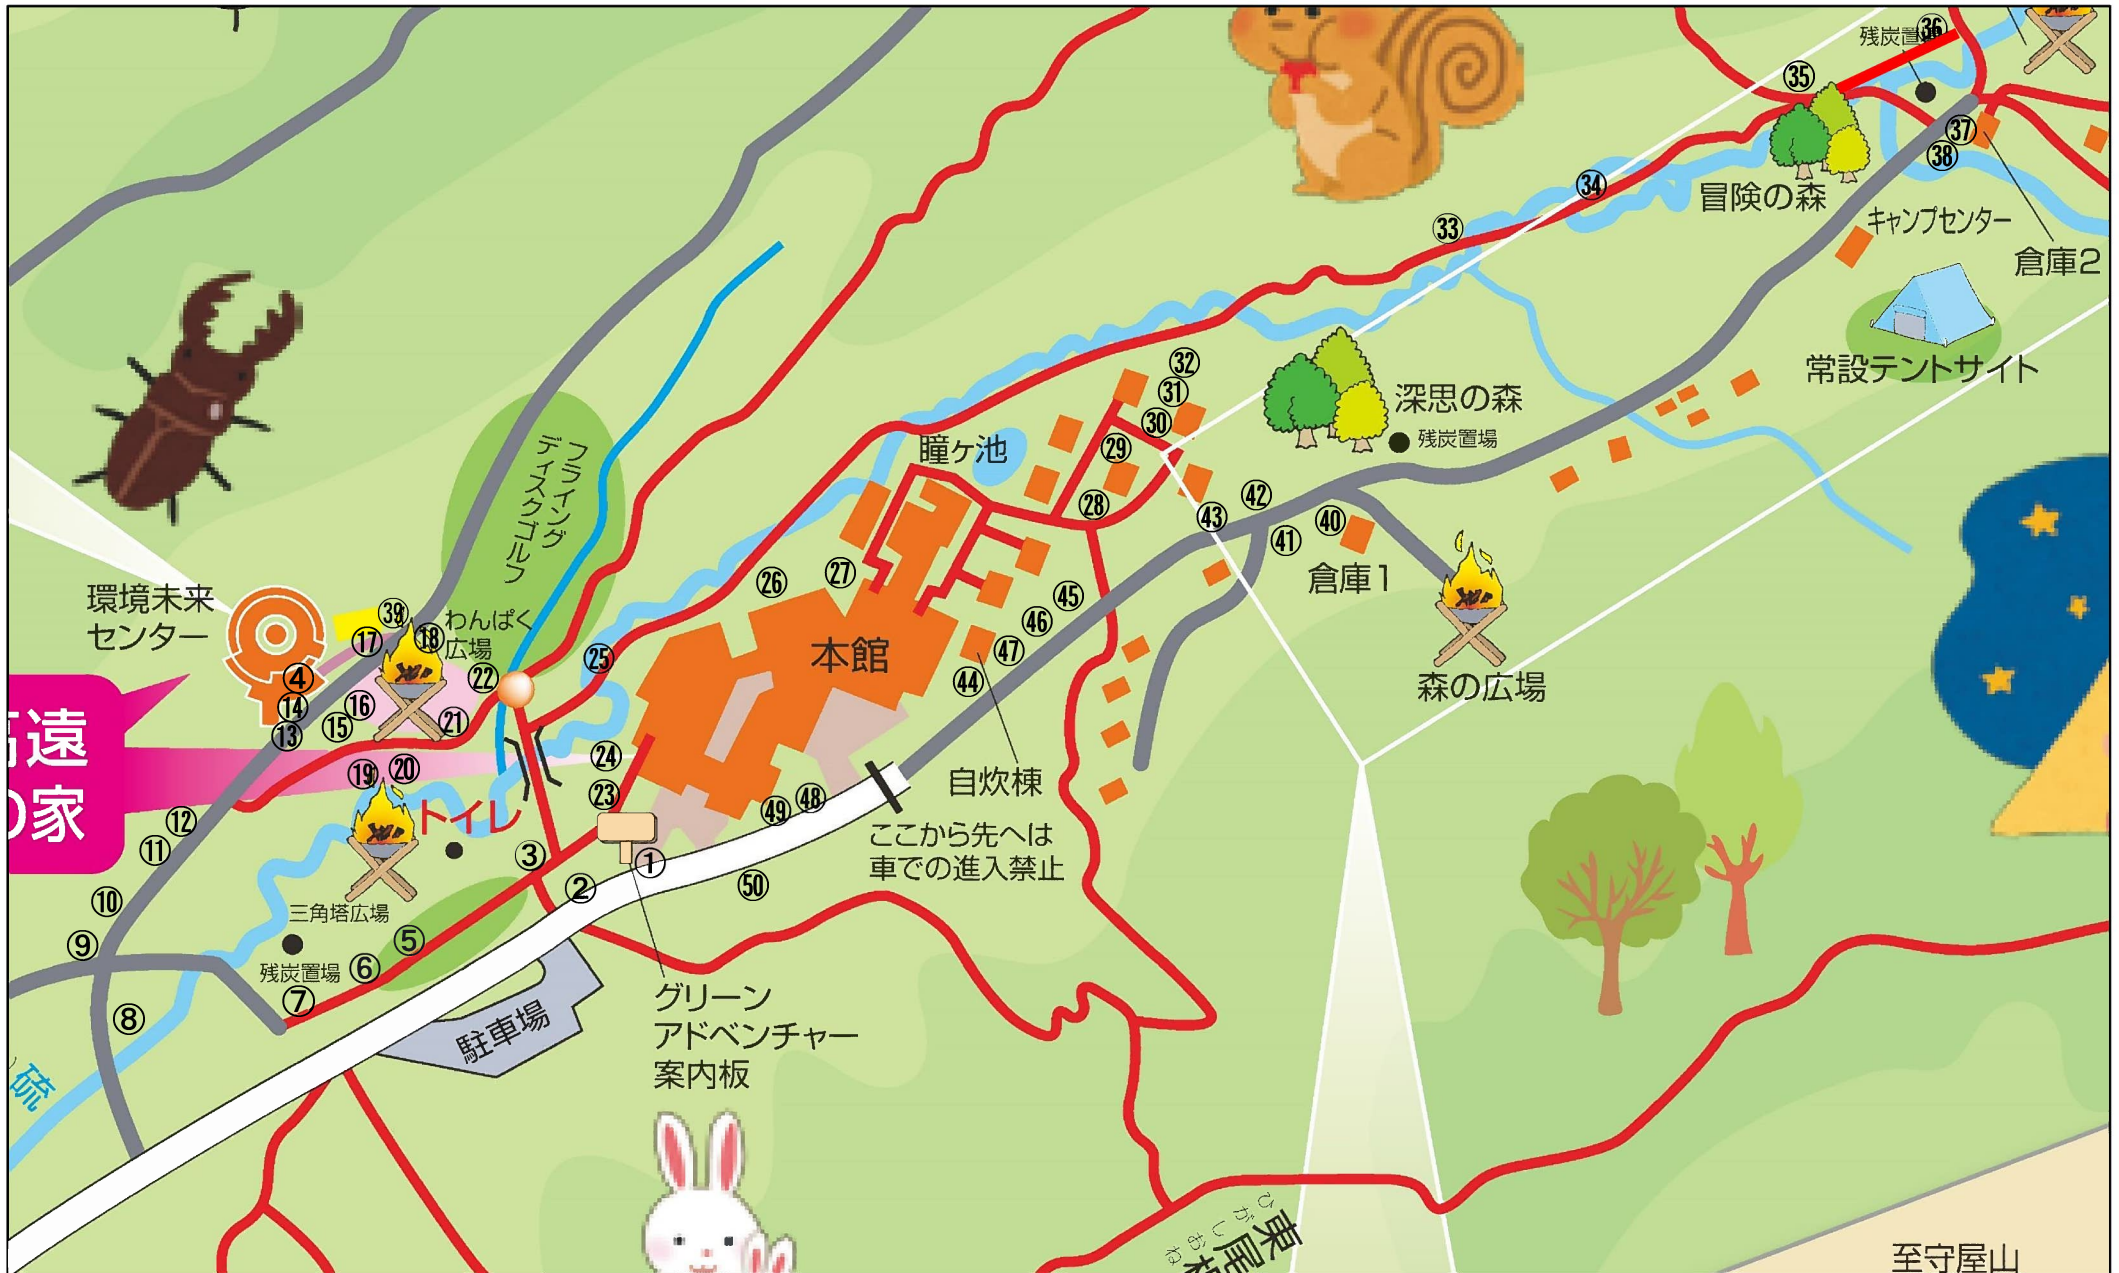 残炭置
㊱
㉟
㊲
㊳
冒険の森
キャンプセンター
倉庫2
常設テントサイト
㉞
㉝
㉜
㉛
㉚
㉙
㉘
瞳ヶ池
深思の森
残炭置場
フライング
ディスクゴルフ
㊸
㊷
㊶
㊵
倉庫1
森の広場
㉖
㉗
本館
㊺
㊻
㊼
㊹
自炊棟
環境未来
センター
㊴
⑰
⑱
わんぱく
広場
㉒
㉕
④
⑭
⑬
⑯
⑮
㉑
⑲
⑳
㉔
㉓
トイレ
高遠
の家
⑫
⑪
⑩
⑨
⑧
三角塔広場
残炭置場
⑤
⑥
⑦
③
②
①
㊾
㊽
㊿
ここから先へは
車での進入禁止
駐車場
グリーン
アドベンチャー
案内板
硫
ひがしおね
東尾根
至守屋山